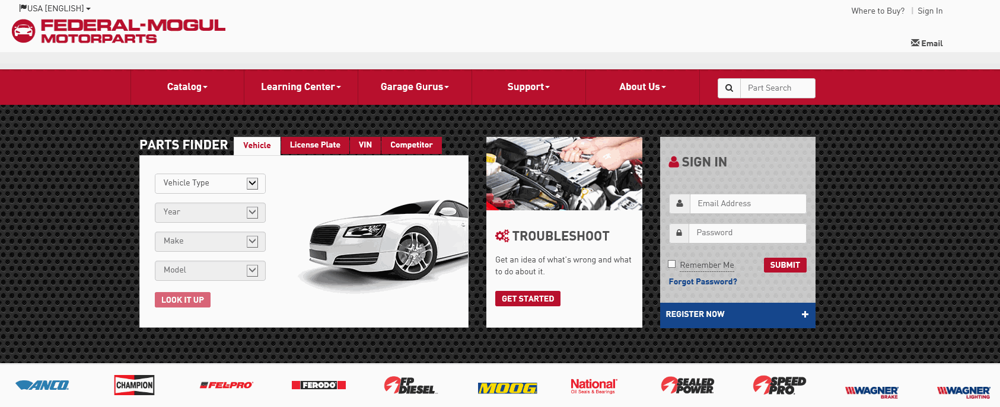 USA [ENGLISH]
Where to Buy? | Sign In
FEDERAL-MOGUL
MOTORPARTS
Email
Catalog
Learning Center
Garage Gurus
Support
About Us
Part Search
PARTS FINDER
Vehicle
License Plate
VIN
Competitor
Vehicle Type
Year
Make
Model
LOOK IT UP
TROUBLESHOOT
Get an idea of what's wrong and what
to do about it.
GET STARTED
SIGN IN
Email Address
Password
Remember Me
SUBMIT
Forgot Password?
REGISTER NOW
ANCO
CHAMPION
FEL-PRO
FERODO
FP
DIESEL
MOOG
National
Oil Seals & Bearings
SEALED
POWER
SPEED
PRO
WAGNER
BRAKE
WAGNER
LIGHTING